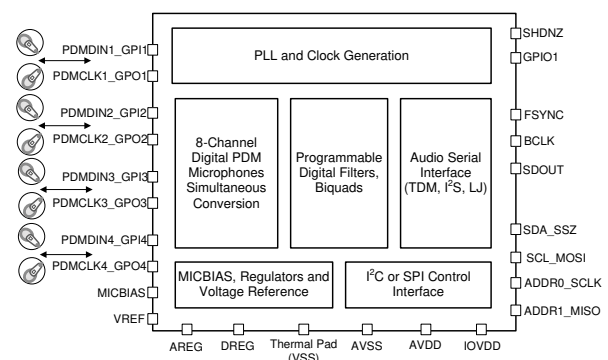 PDMDIN1_GPI1
PDMCLK1_GPO1
PDMDIN2_GPI2
PDMCLK2_GPO2
PDMDIN3_GPI3
PDMCLK3_GPO3
PDMDIN4_GPI4
PDMCLK4_GPO4
MICBIAS
VREF
PLL and Clock Generation
8-Channel
Digital PDM
Microphones
Simultaneous
Conversion
Programmable
Digital Filters,
Biquads
Audio Serial
Interface
(TDM, I²S, LJ)
MICBIAS, Regulators and
Voltage Reference
I²C or SPI Control
Interface
SHDNZ
GPIO1
FSYNC
BCLK
SDOUT
SDA_SSZ
SCL_MOSI
ADDR0_SCLK
ADDR1_MISO
AREG
DREG
Thermal Pad
(VSS)
AVSS
AVDD
IOVDD